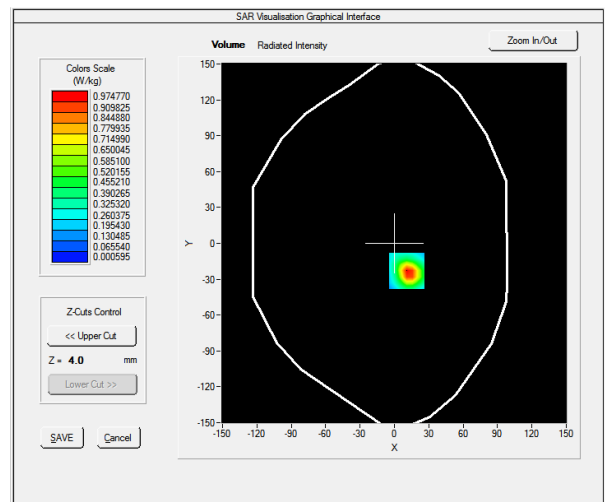 SAR Visualisation Graphical Interface
Volume Radiated Intensity
Zoom In/Out
Colors Scale
(W/kg)
0.974770
0.909825
0.844880
0.779935
0.714990
0.650045
0.585100
0.520155
0.455210
0.390265
0.325320
0.260375
0.195430
0.130485
0.065540
0.000595
Z-Cuts Control
<< Upper Cut
Z = 4.0 mm
Lower Cut >>
SAVE Cancel
150
120
90
60
30
0
-30
-60
-90
-120
-150
Y
-150 -120 -90 -60 -30 0 30 60 90 120 150
X